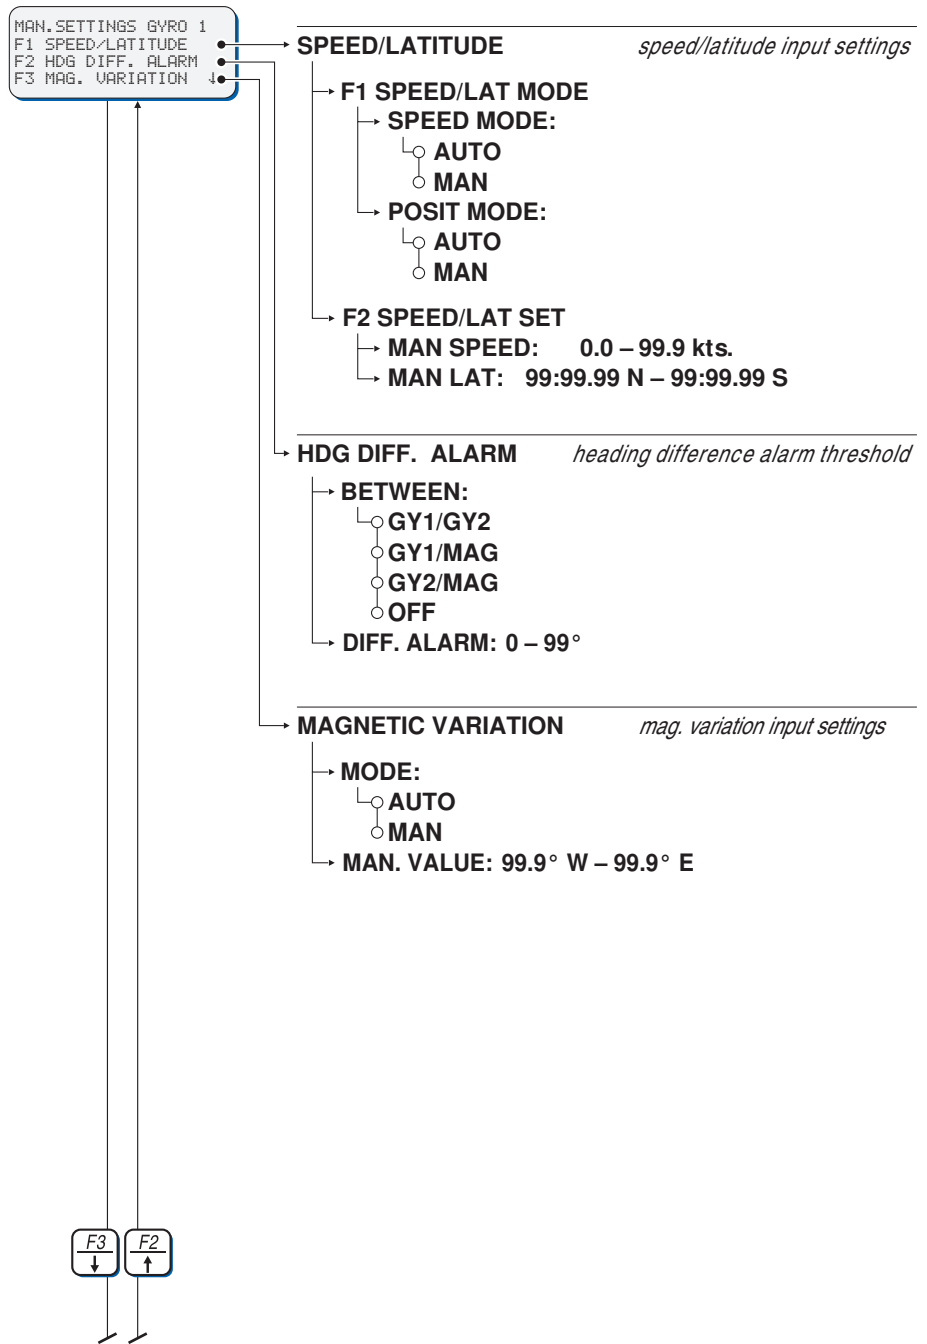 MAN.SETTINGS GYRO 1
F1 SPEED/LATITUDE
F2 HDG DIFF. ALARM
F3 MAG. VARIATION ↓
SPEED/LATITUDE speed/latitude input settings
F1 SPEED/LAT MODE
SPEED MODE:
AUTO
MAN
POSIT MODE:
AUTO
MAN
F2 SPEED/LAT SET
MAN SPEED: 0.0 – 99.9 kts.
MAN LAT: 99:99.99 N – 99:99.99 S
HDG DIFF. ALARM heading difference alarm threshold
BETWEEN:
GY1/GY2
GY1/MAG
GY2/MAG
OFF
DIFF. ALARM: 0 – 99°
MAGNETIC VARIATION mag. variation input settings
MODE:
AUTO
MAN
MAN. VALUE: 99.9° W – 99.9° E
F3 F2
↓ ↑